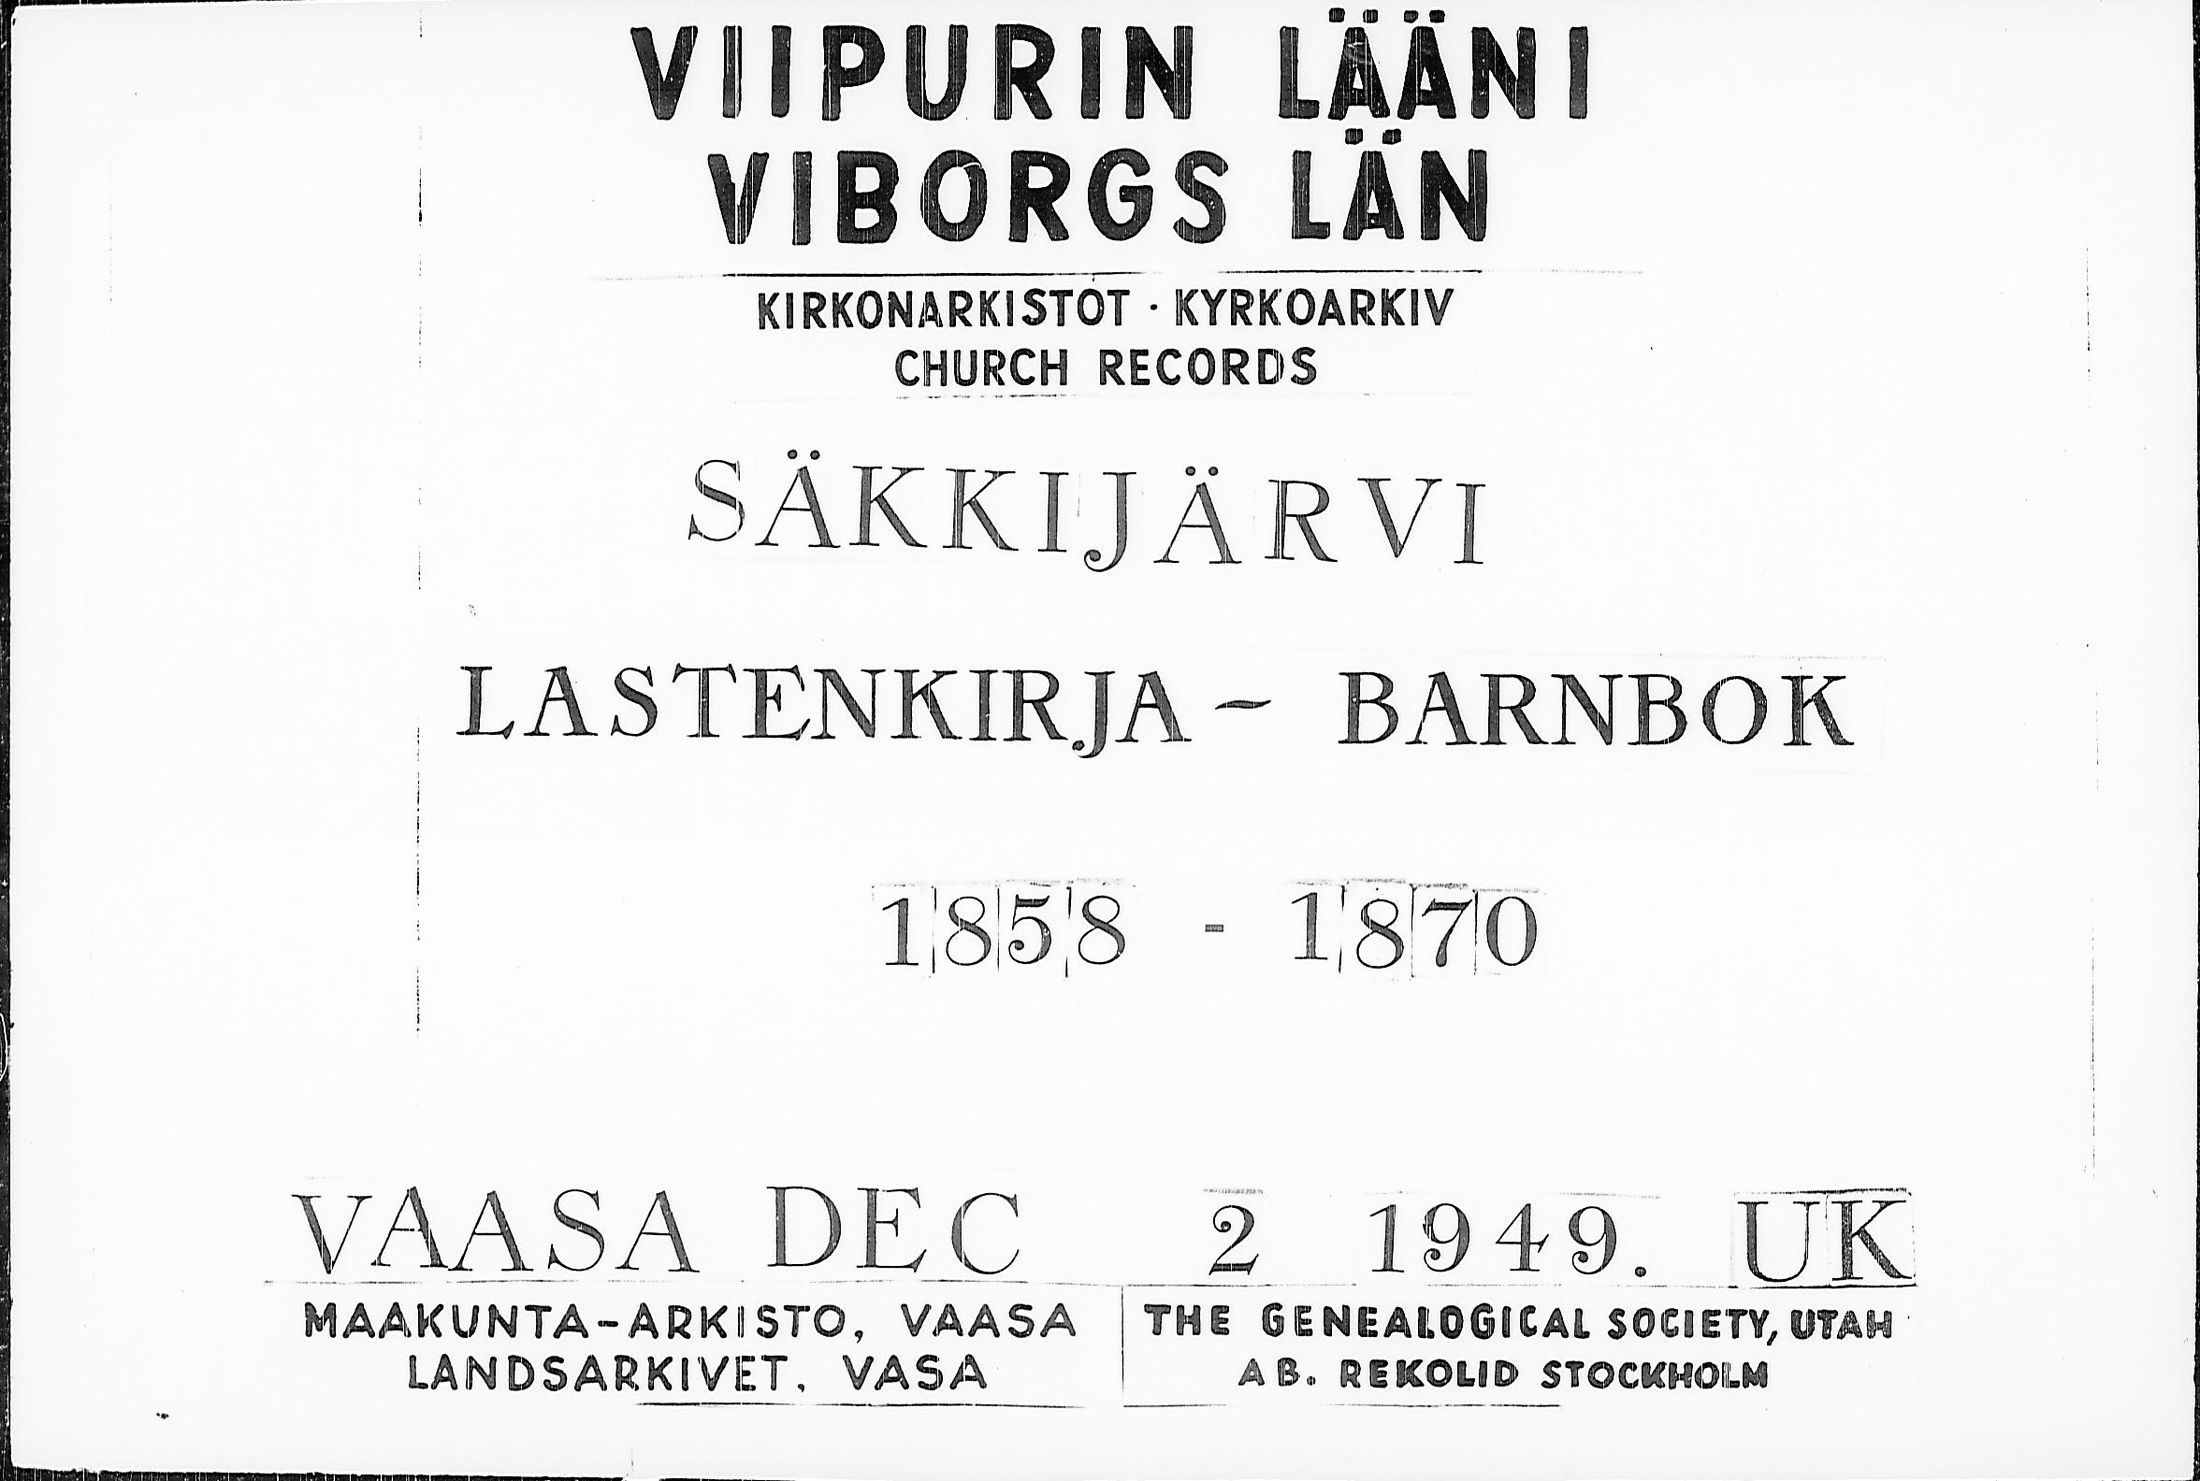 VIIPURIN LÄÄNI
VIBORGS LÄN
KIRKONARKISTOT · KYRKOARKIV
CHURCH RECORDS
SÄKKIJÄRVI
LASTENKIRJA - BARNBOK
1858 - 1870
VAASA DEC 2 1949. UK
MAAKUNTA-ARKISTO, VAASA
LANDSARKIVET, VASA
THE GENEALOGICAL SOCIETY, UTAH
AB. REKOLID STOCKHOLM